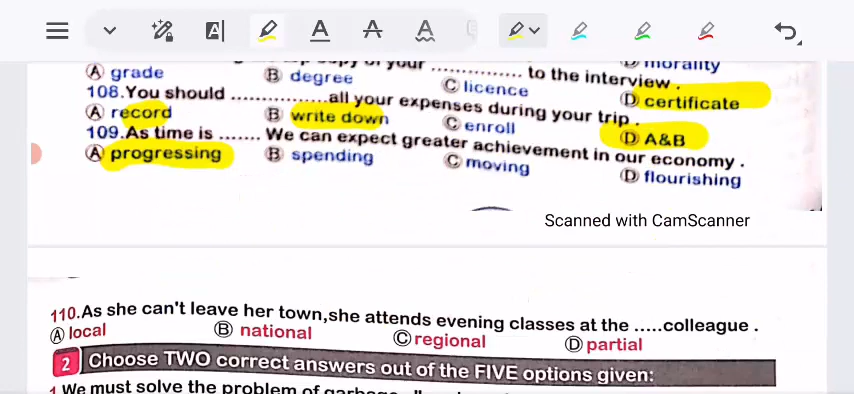 A A A A
your ............. to the interview .
D morality
A grade B degree C licence D certificate
108.You should ..............all your expenses during your trip .
A record B write down C enroll D A&B
109.As time is ....... We can expect greater achievement in our economy .
A progressing B spending C moving D flourishing
Scanned with CamScanner
110.As she can't leave her town,she attends evening classes at the .....colleague .
A local B national C regional D partial
2 Choose TWO correct answers out of the FIVE options given:
1.We must solve the problem of